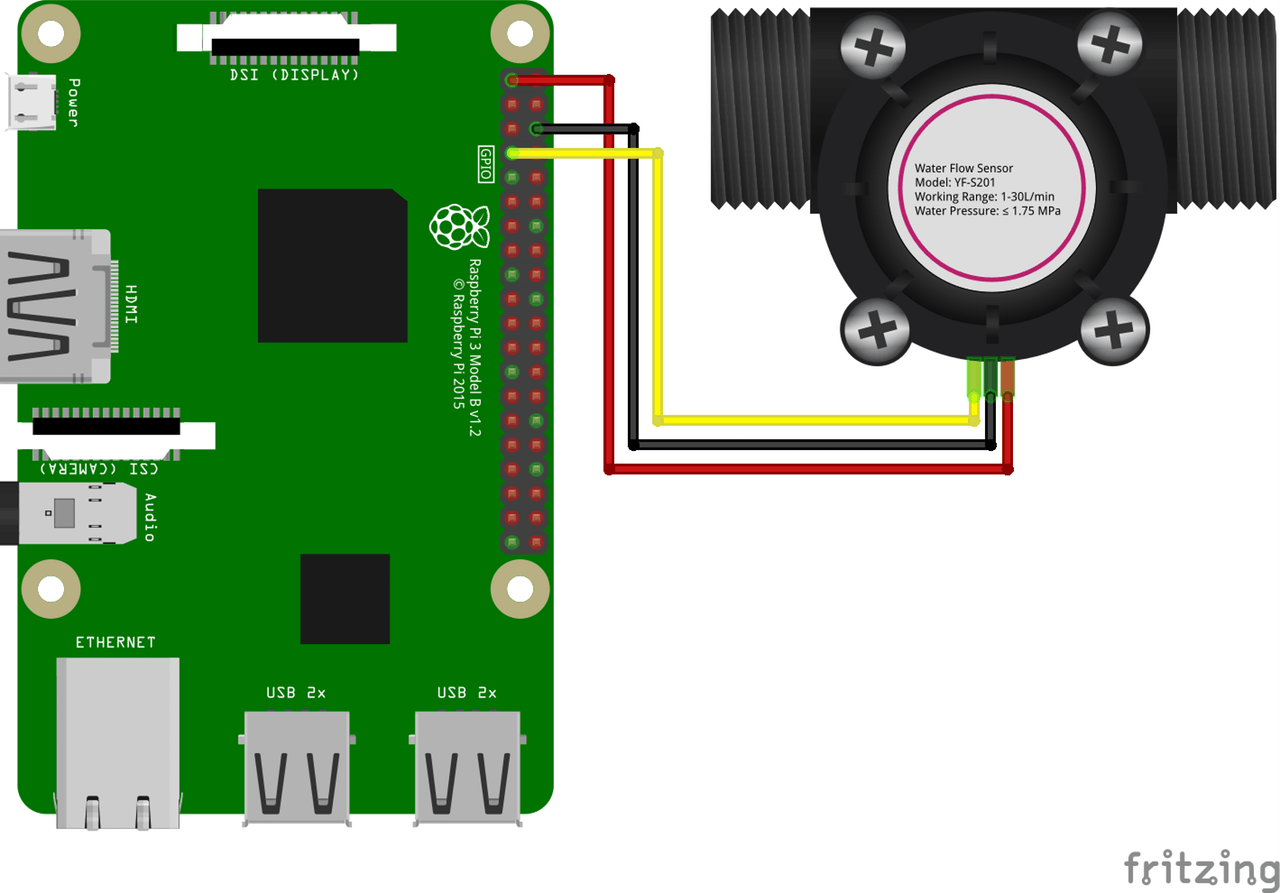 DSI (DISPLAY)
Power
GPIO
HDMI
Raspberry Pi 3 Model B v1.2
© Raspberry Pi 2015
CSI (CAMERA)
Audio
ETHERNET
USB 2x
USB 2x
Water Flow Sensor
Model: YF-S201
Working Range: 1-30L/min
Water Pressure: ≤ 1.75 MPa
fritzing